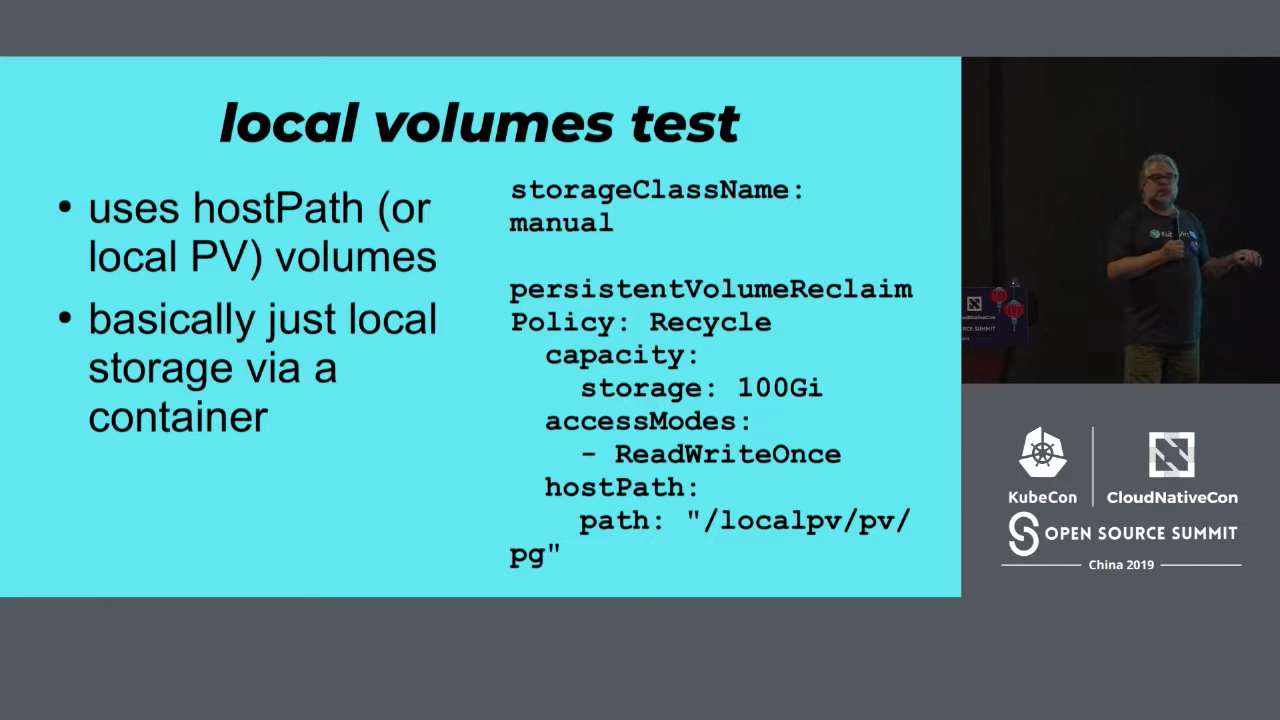 local volumes test
• uses hostPath (or
local PV) volumes
• basically just local
storage via a
container
storageClassName:
manual
persistentVolumeReclaim
Policy: Recycle
capacity:
storage: 100Gi
accessModes:
- ReadWriteOnce
hostPath:
path: "/localpv/pv/
pg"
KubeCon
CloudNativeCon
OPEN SOURCE SUMMIT
China 2019